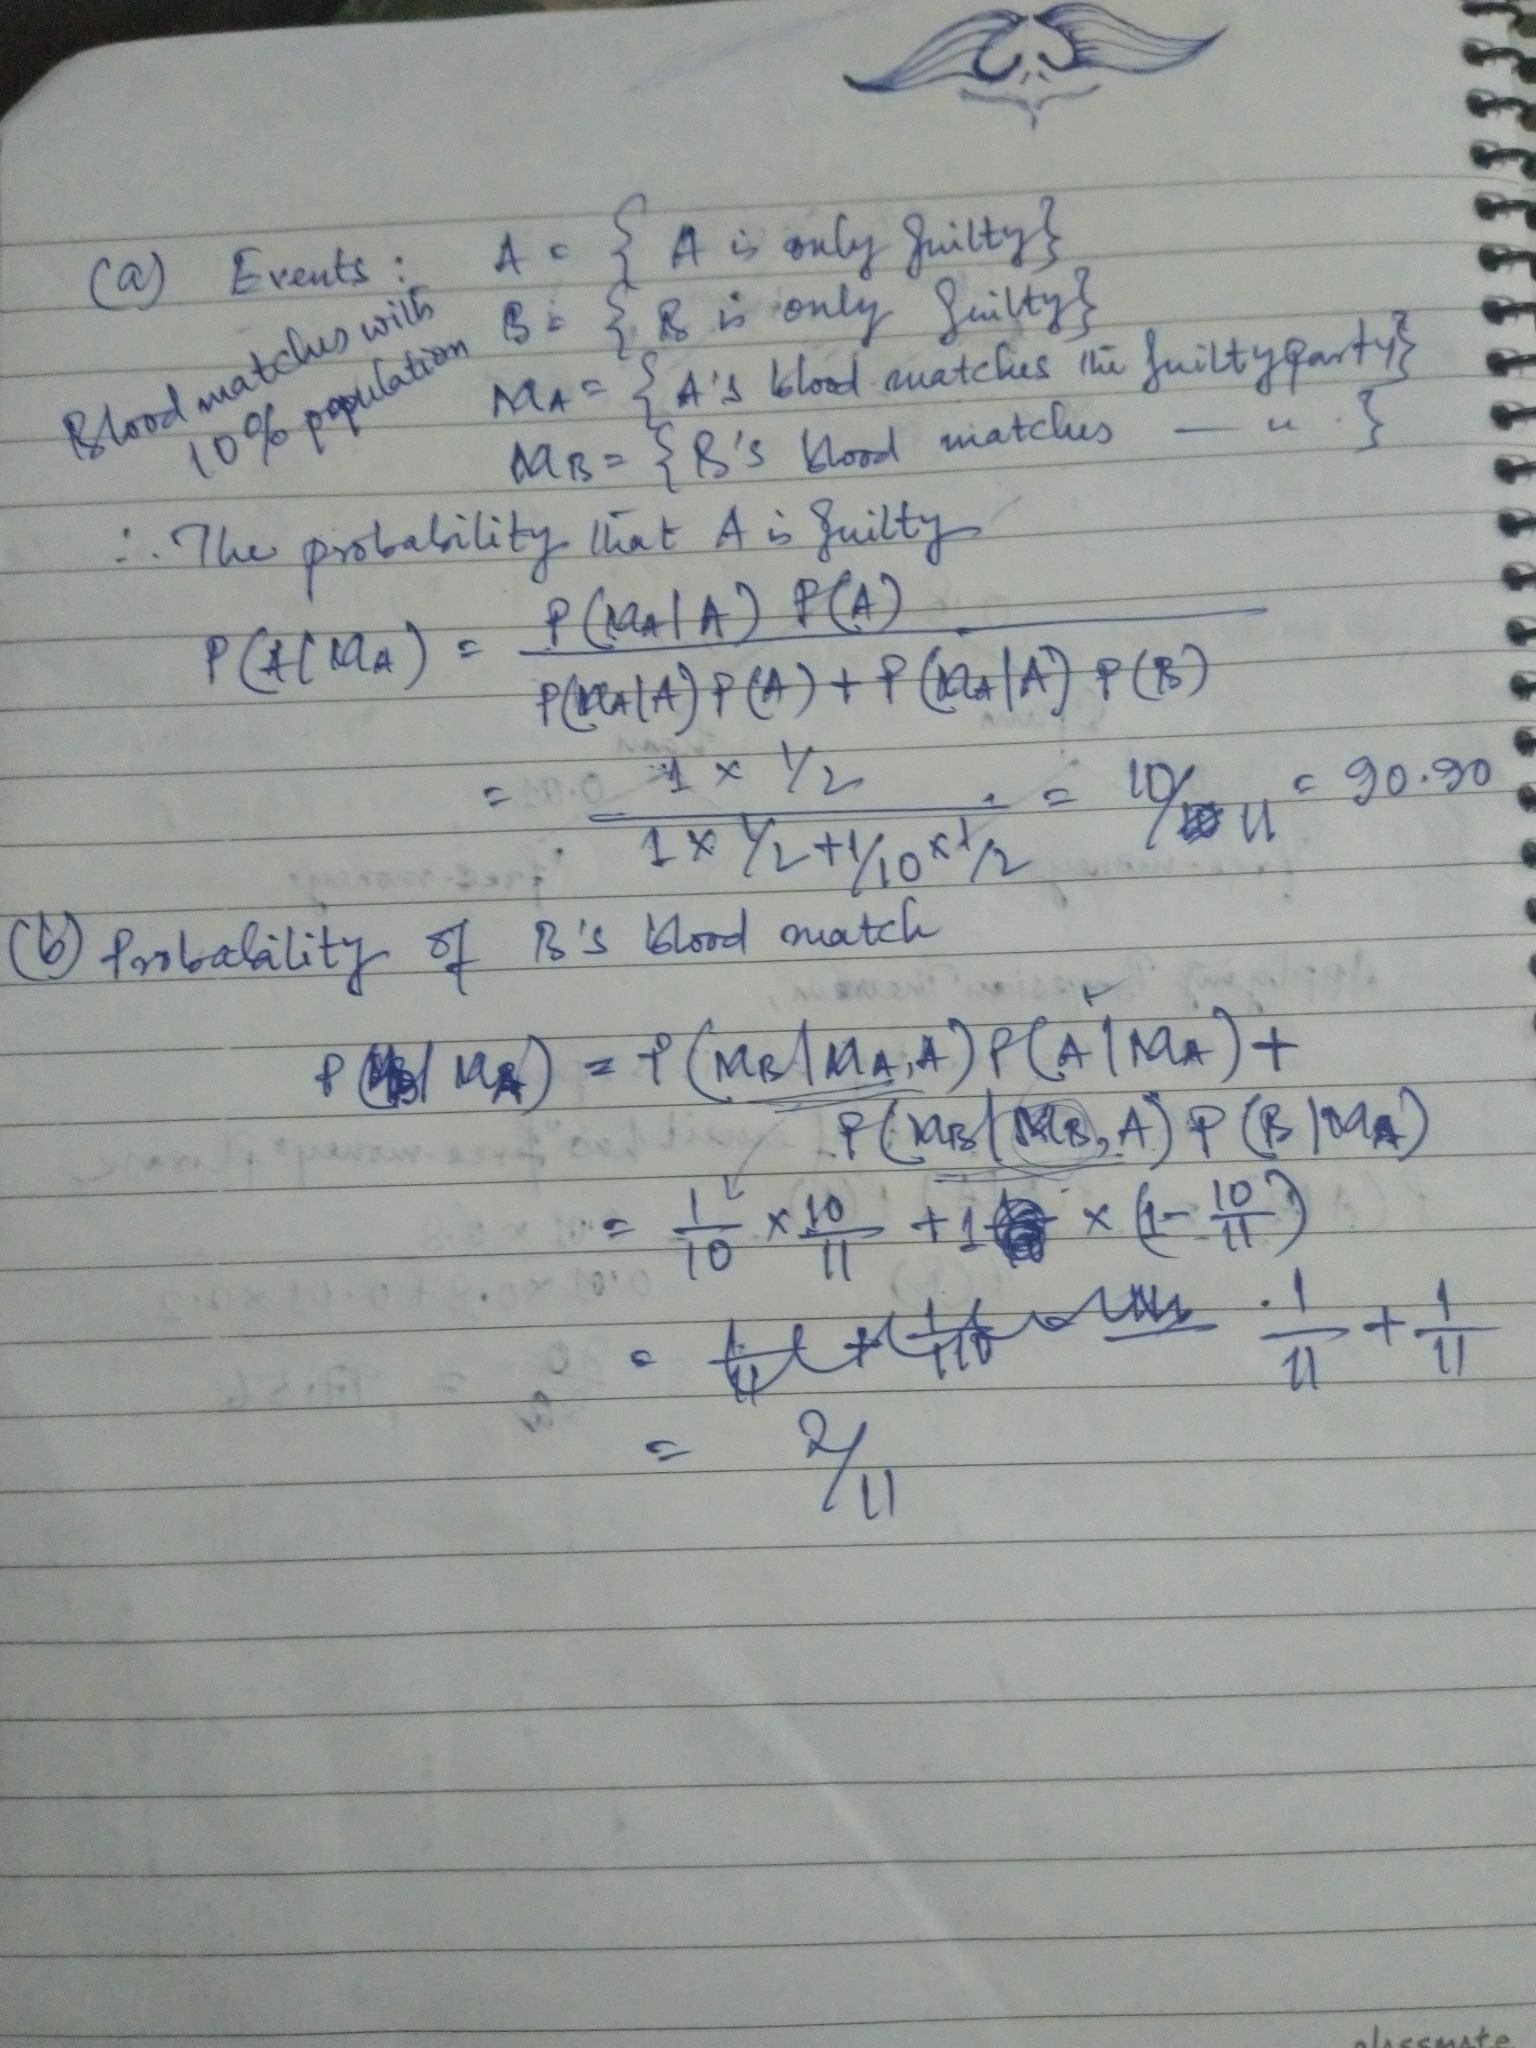 (a) Events: A = { A is only guilty}
B = { B is only guilty}
Blood matches with
10% population
MA = { A's blood matches the guilty party}
MB = { B's blood matches — " . }
∴ The probability that A is guilty
P(A|MA) = P(MA|A) P(A)
P(MA|A) P(A) + P(MA|A) P(B)
= 1 × 1/2 = 10/11 = 90.90
1 × 1/2 + 1/10 × 1/2
(b) Probability of B's blood match
P( | MA) = P(MB|MA, A) P(A|MA) +
P(MB|MB, A) P(B|MA)
= 1/10 × 10/11 + 1 × (1 - 10/11)
= 1/11 + 1/11
= 2/11
classmate